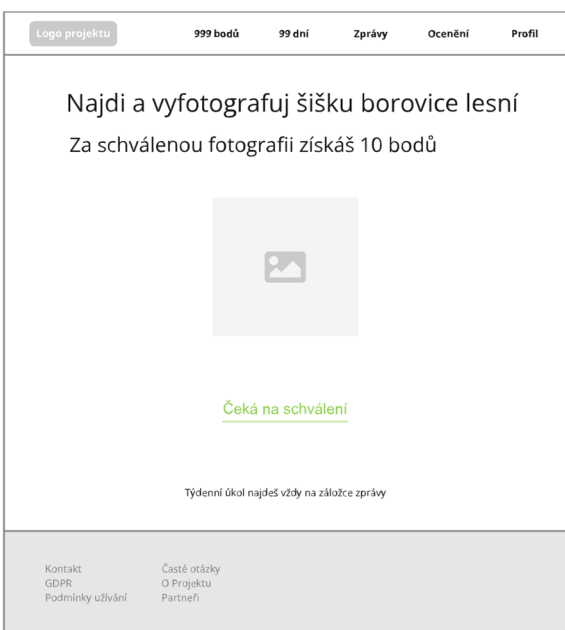 Logo projektu 999 bodů 99 dní Zprávy Ocenění Profil
Najdi a vyfotografuj šišku borovice lesní
Za schválenou fotografii získáš 10 bodů
Čeká na schválení
Týdenní úkol najdeš vždy na záložce zprávy
Kontakt Časté otázky
GDPR O Projektu
Podmínky užívání Partneři